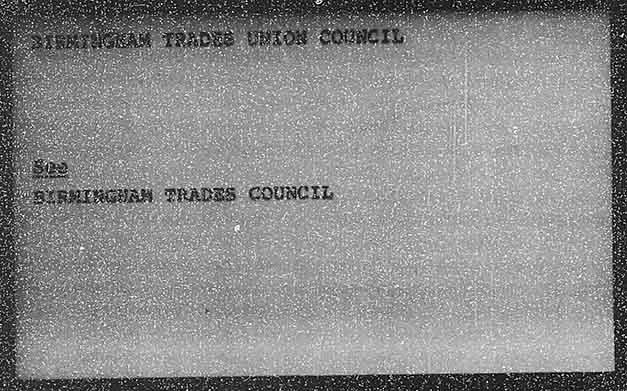 BIRMINGHAM TRADES UNION COUNCIL
See
BIRMINGHAM TRADES COUNCIL